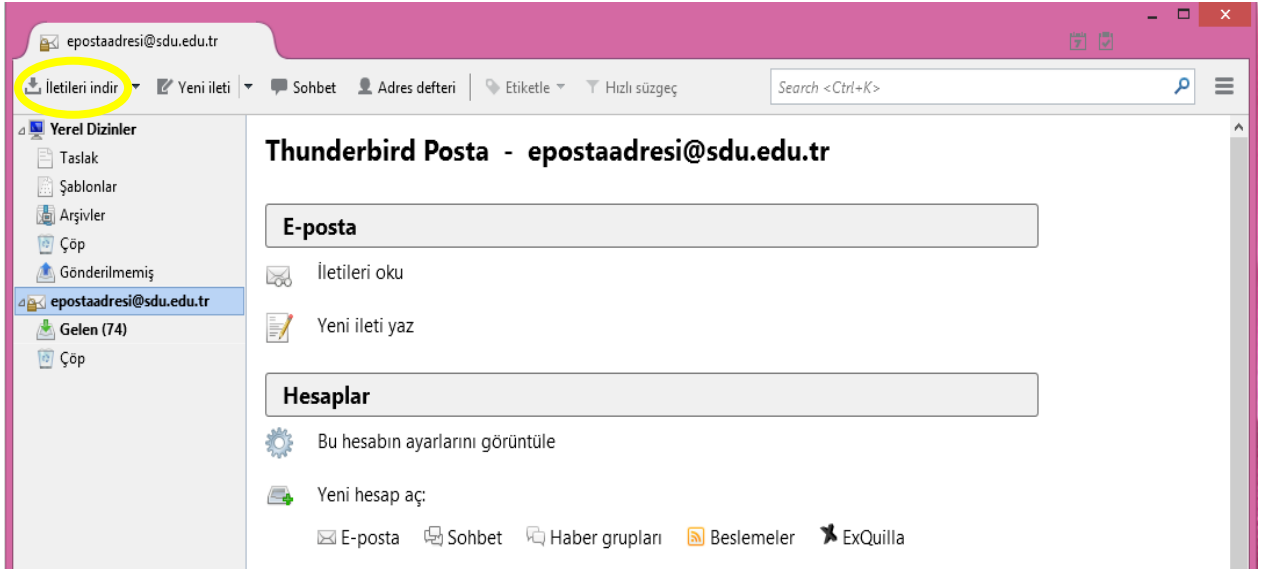 epostaadresi@sdu.edu.tr
İletileri indir Yeni ileti Sohbet Adres defteri Etiketle Hızlı süzgeç Search <Ctrl+K>
Yerel Dizinler
Taslak
Şablonlar
Arşivler
Çöp
Gönderilmemiş
epostaadresi@sdu.edu.tr
Gelen (74)
Çöp
Thunderbird Posta - epostaadresi@sdu.edu.tr
E-posta
İletileri oku
Yeni ileti yaz
Hesaplar
Bu hesabın ayarlarını görüntüle
Yeni hesap aç:
E-posta Sohbet Haber grupları Beslemeler ExQuilla